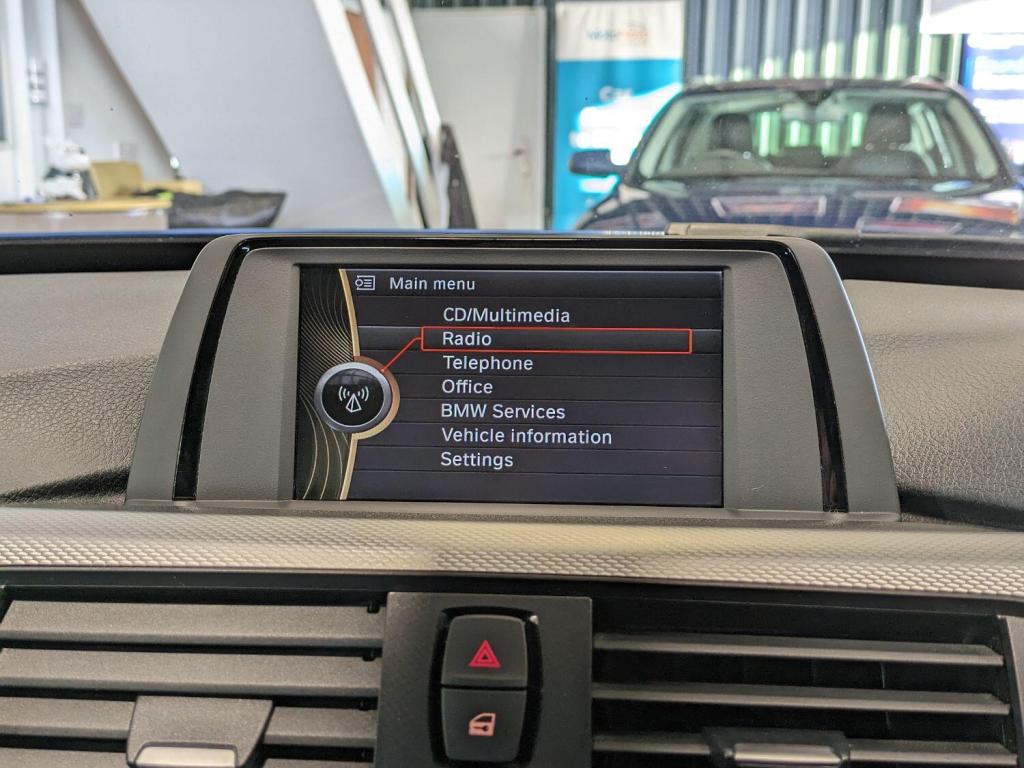 Main menu
CD/Multimedia
Radio
Telephone
Office
BMW Services
Vehicle information
Settings